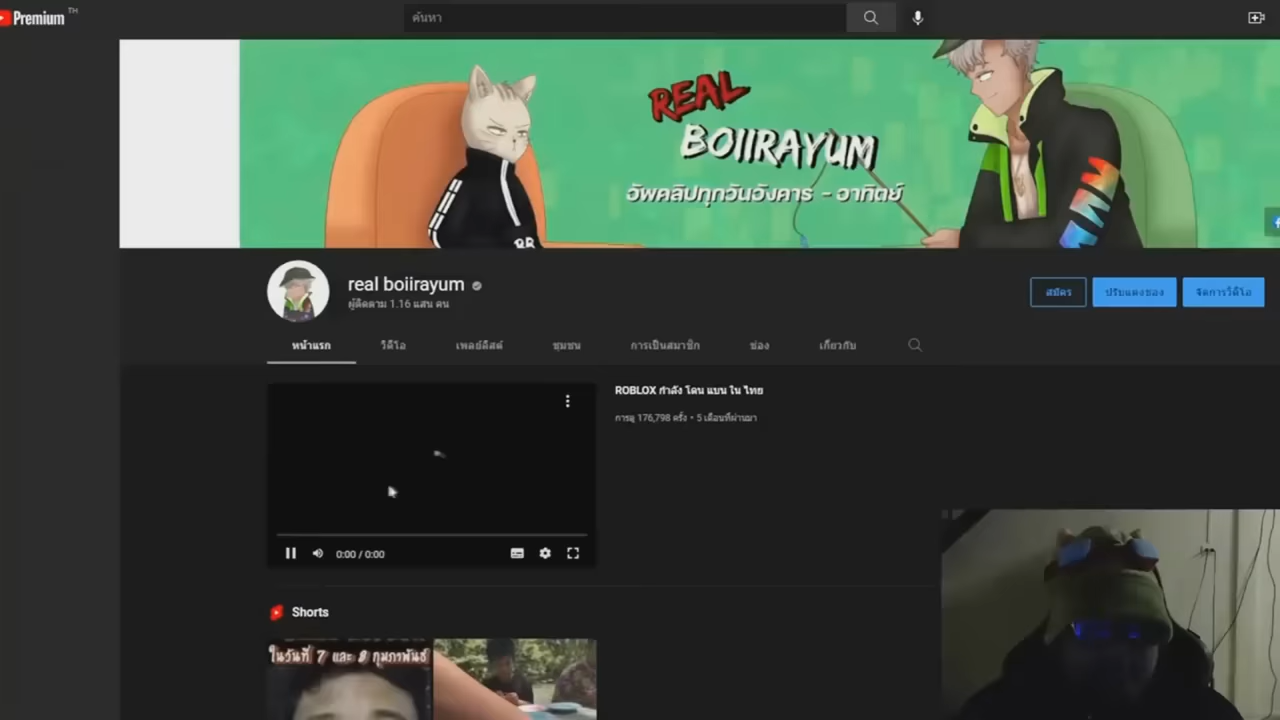 Premium TH
ค้นหา
REAL
BOIIRAYUM
อัพคลิปทุกวันอังคาร - อาทิตย์
BB
real boiirayum
ผู้ติดตาม 1.16 แสน คน
สมัคร
ปรับแต่งช่อง
จัดการวิดีโอ
หน้าแรก
วิดีโอ
เพลย์ลิสต์
ชุมชน
การเป็นสมาชิก
ช่อง
เกี่ยวกับ
ROBLOX กำลัง โดน แบน ใน ไทย
การดู 176,798 ครั้ง • 5 เดือนที่ผ่านมา
0:00 / 0:00
Shorts
ในวันที่ 7 และ 8 กุมภาพันธ์